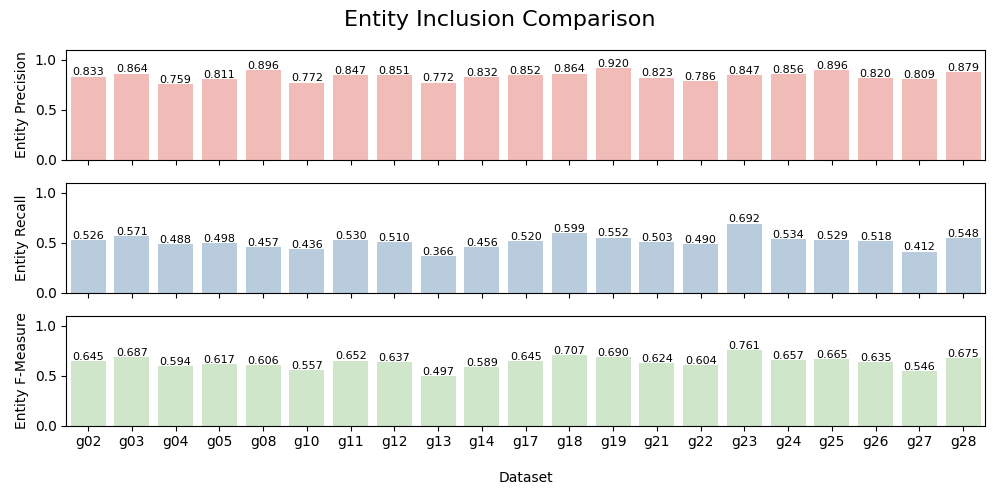 Entity Inclusion Comparison
Entity Precision
1.0
0.5
0.0
0.833 0.864 0.759 0.811 0.896 0.772 0.847 0.851 0.772 0.832 0.852 0.864 0.920 0.823 0.786 0.847 0.856 0.896 0.820 0.809 0.879
Entity Recall
1.0
0.5
0.0
0.526 0.571 0.488 0.498 0.457 0.436 0.530 0.510 0.366 0.456 0.520 0.599 0.552 0.503 0.490 0.692 0.534 0.529 0.518 0.412 0.548
Entity F-Measure
1.0
0.5
0.0
0.645 0.687 0.594 0.617 0.606 0.557 0.652 0.637 0.497 0.589 0.645 0.707 0.690 0.624 0.604 0.761 0.657 0.665 0.635 0.546 0.675
g02 g03 g04 g05 g08 g10 g11 g12 g13 g14 g17 g18 g19 g21 g22 g23 g24 g25 g26 g27 g28
Dataset